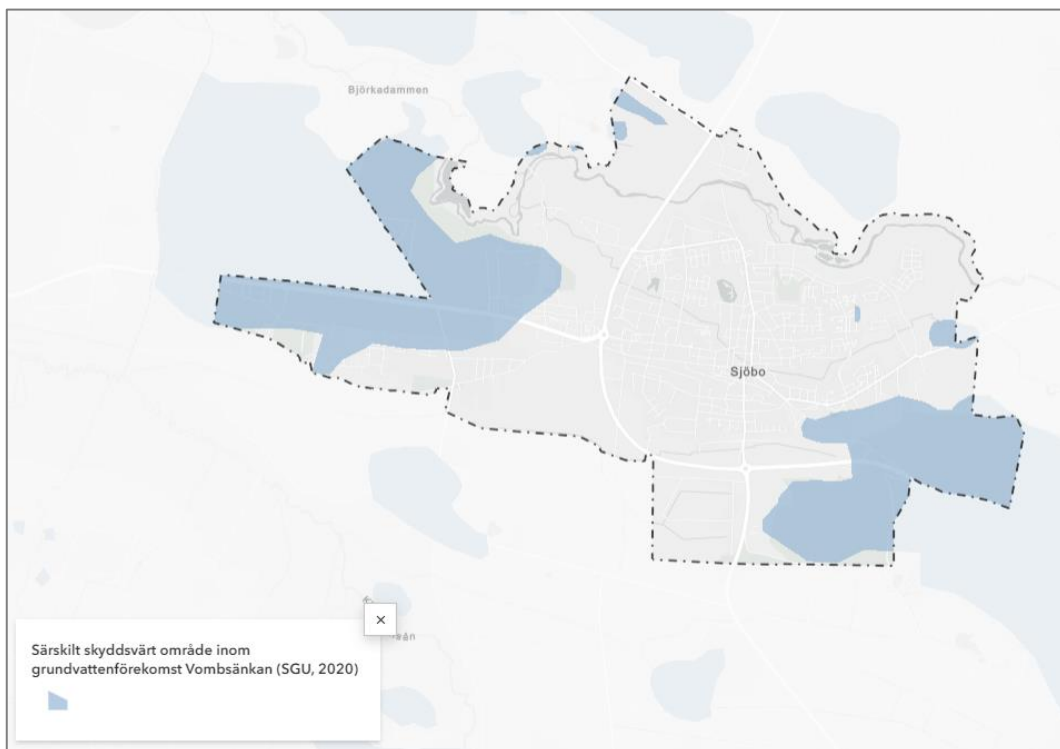 Björkadammen
Sjöbo
Särskilt skyddsvärt område inom
grundvattenförekomst Vombsänkan (SGU, 2020)